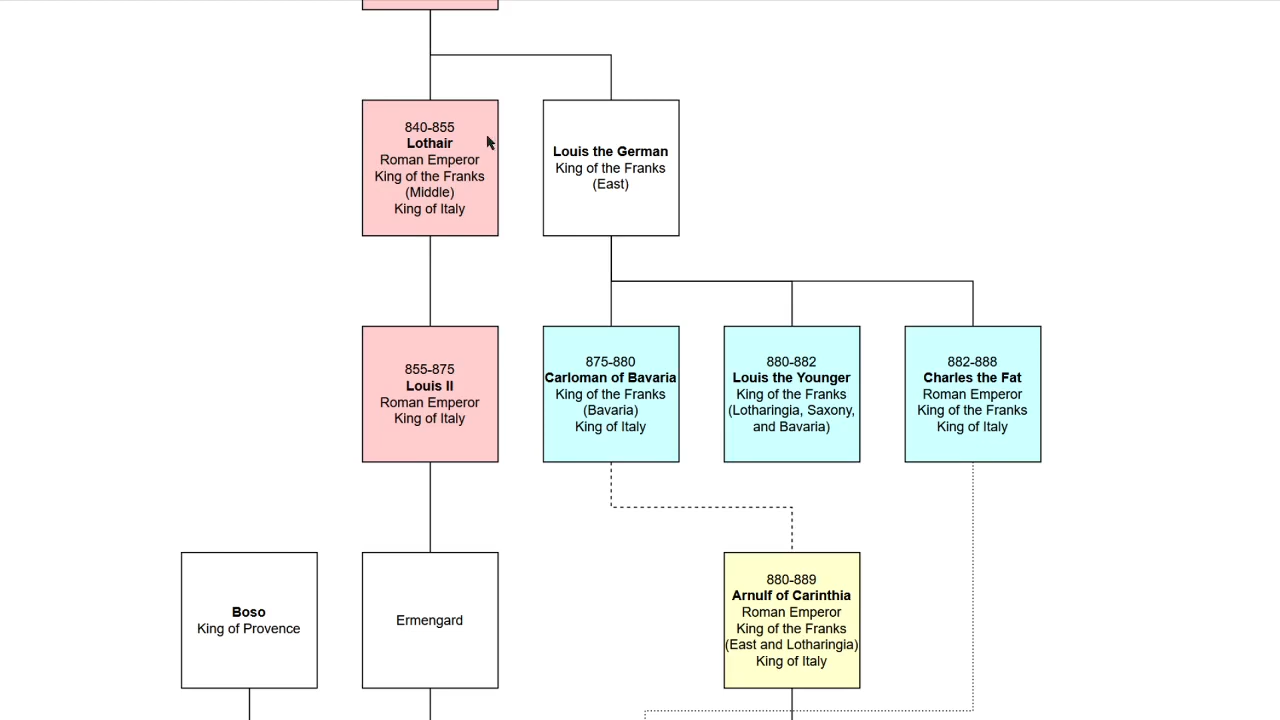 840-855
Lothair
Roman Emperor
King of the Franks
(Middle)
King of Italy
Louis the German
King of the Franks
(East)
855-875
Louis II
Roman Emperor
King of Italy
875-880
Carloman of Bavaria
King of the Franks
(Bavaria)
King of Italy
880-882
Louis the Younger
King of the Franks
(Lotharingia, Saxony,
and Bavaria)
882-888
Charles the Fat
Roman Emperor
King of the Franks
King of Italy
Boso
King of Provence
Ermengard
880-889
Arnulf of Carinthia
Roman Emperor
King of the Franks
(East and Lotharingia)
King of Italy